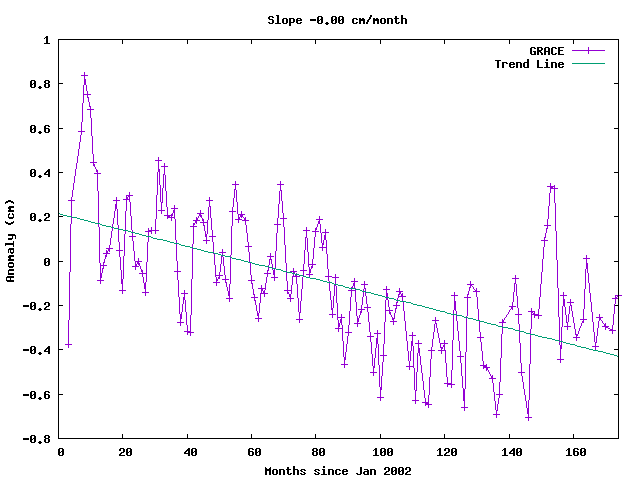 Slope -0.00 cm/month
GRACE
Trend Line
Anomaly (cm)
1
0.8
0.6
0.4
0.2
0
-0.2
-0.4
-0.6
-0.8
0 20 40 60 80 100 120 140 160
Months since Jan 2002